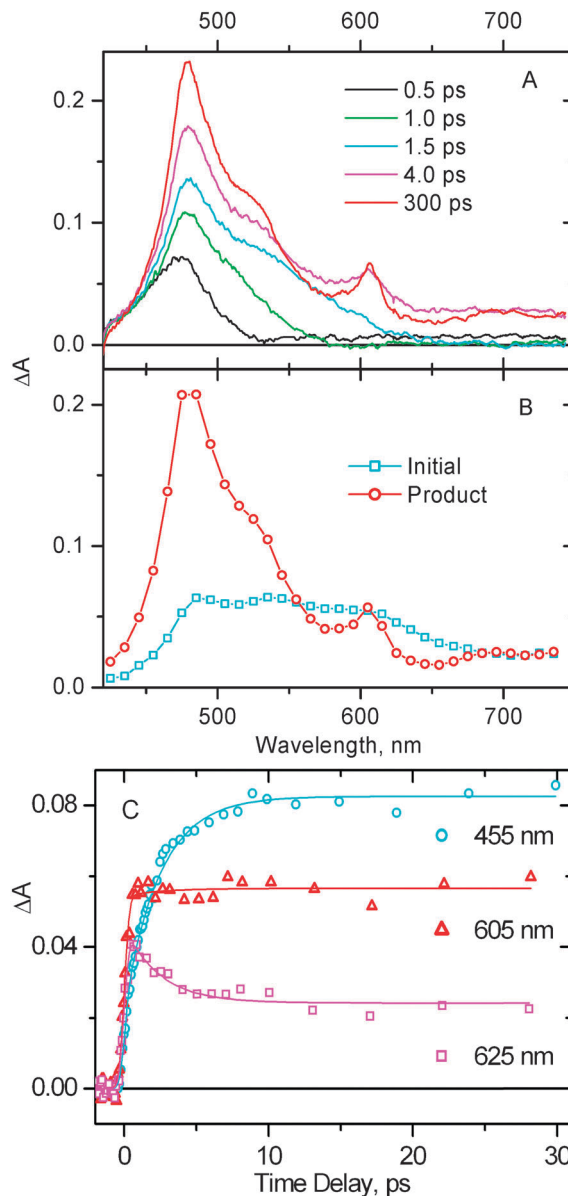 500 600 700
A
0.2
0.5 ps
1.0 ps
1.5 ps
4.0 ps
300 ps
0.1
0.0
ΔA
B
0.2
Initial
Product
0.1
0.0
500 600 700
Wavelength, nm
C
0.08
455 nm
ΔA
605 nm
0.04
625 nm
0.00
0 10 20 30
Time Delay, ps